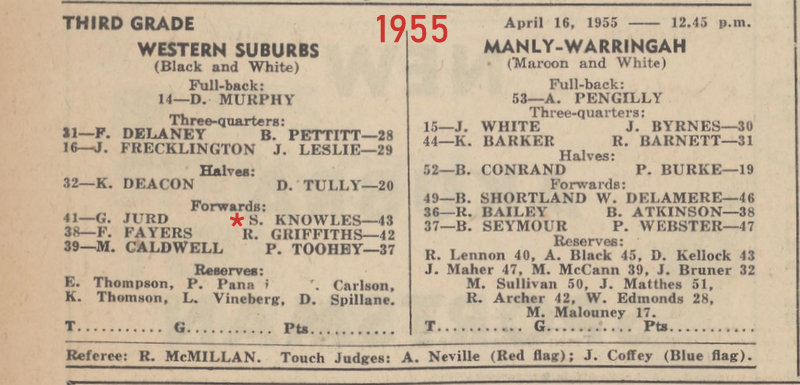 1955
THIRD GRADE April 16, 1955 — 12.45 p.m.
WESTERN SUBURBS
(Black and White)
Full-back:
14—D. MURPHY
Three-quarters:
31—F. DELANEY B. PETTITT—28
16—J. FRECKLINGTON J. LESLIE—29
Halves:
32—K. DEACON D. TULLY—20
Forwards:
41—G. JURD *S. KNOWLES—43
38—F. FAYERS R. GRIFFITHS—42
39—M. CALDWELL P. TOOHEY—37
Reserves:
E. Thompson, P. Pana Carlson,
K. Thomson, L. Vineberg, D. Spillane.
T.......... G.......... Pts...........
MANLY-WARRINGAH
(Maroon and White)
Full-back:
53—A. PENGILLY
Three-quarters:
15—J. WHITE J. BYRNES—30
44—K. BARKER R. BARNETT—31
Halves:
52—B. CONRAND P. BURKE—19
Forwards:
49—B. SHORTLAND W. DELAMERE—46
36—R. BAILEY B. ATKINSON—38
37—B. SEYMOUR P. WEBSTER—47
Reserves:
R. Lennon 40, A. Black 45, D. Kellock 43
J. Maher 47, M. McCann 39, J. Bruner 32
M. Sullivan 50, J. Matthes 51,
R. Archer 42, W. Edmonds 28,
M. Malouney 17.
T.......... G.......... Pts...........
Referee: R. McMILLAN. Touch Judges: A. Neville (Red flag); J. Coffey (Blue flag).